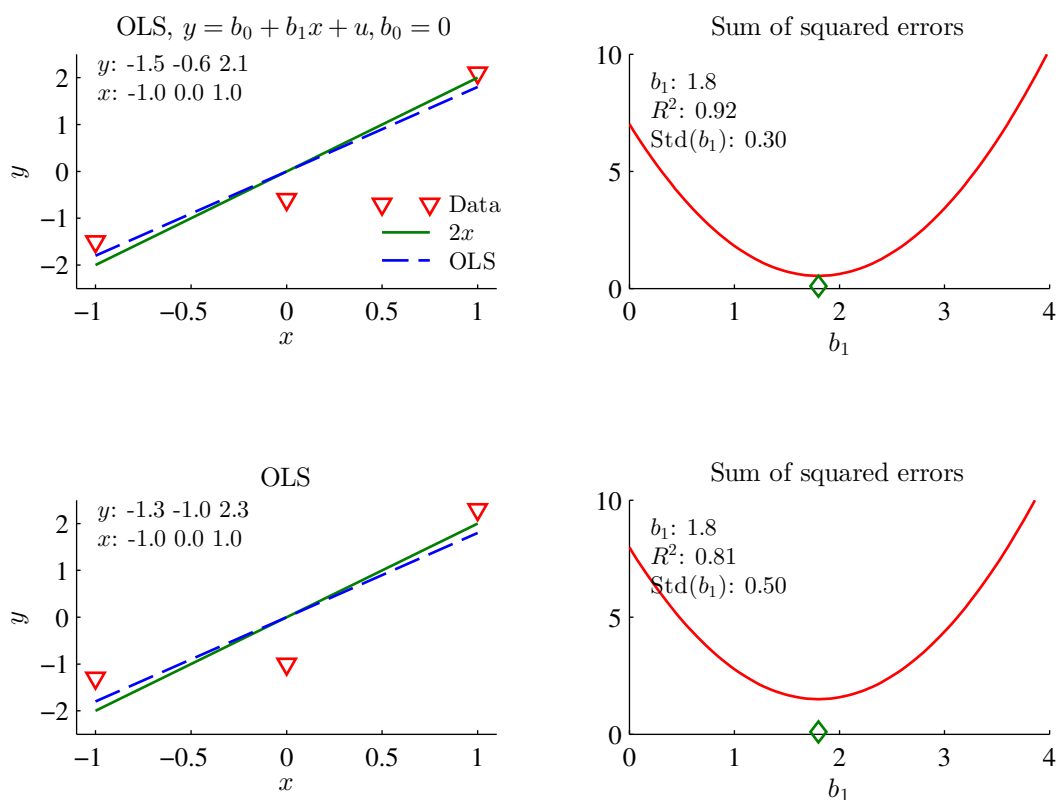 OLS, y = b₀ + b₁x + u, b₀ = 0
y: -1.5 -0.6 2.1
x: -1.0 0.0 1.0
2
1
0
−1
−2
y
Data
2x
OLS
−1 −0.5 0 0.5 1
x
Sum of squared errors
b₁: 1.8
R²: 0.92
Std(b₁): 0.30
10
5
0
0 1 2 3 4
b₁
OLS
y: -1.3 -1.0 2.3
x: -1.0 0.0 1.0
2
1
0
−1
−2
y
−1 −0.5 0 0.5 1
x
Sum of squared errors
b₁: 1.8
R²: 0.81
Std(b₁): 0.50
10
5
0
0 1 2 3 4
b₁